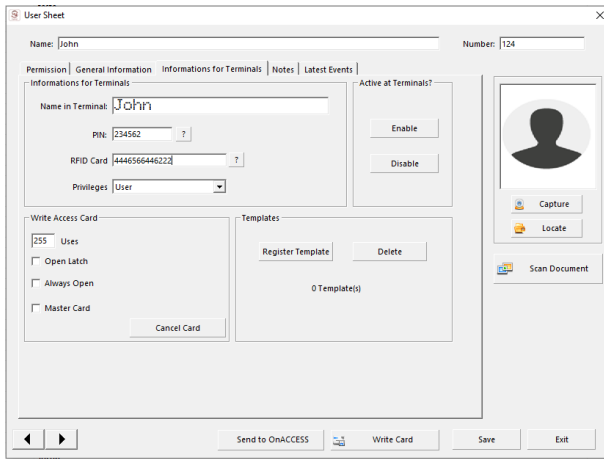 User Sheet
Name: John Number: 124
Permission General Information Informations for Terminals Notes Latest Events
Informations for Terminals Active at Terminals?
Name in Terminal: John
PIN: 234562 ? Enable
RFID Card 4446566446222 ? Disable
Privileges User
Capture
Write Access Card Templates
Locate
255 Uses
Register Template Delete
Open Latch
Scan Document
Always Open
0 Template(s)
Master Card
Cancel Card
Send to OnACCESS Write Card Save Exit